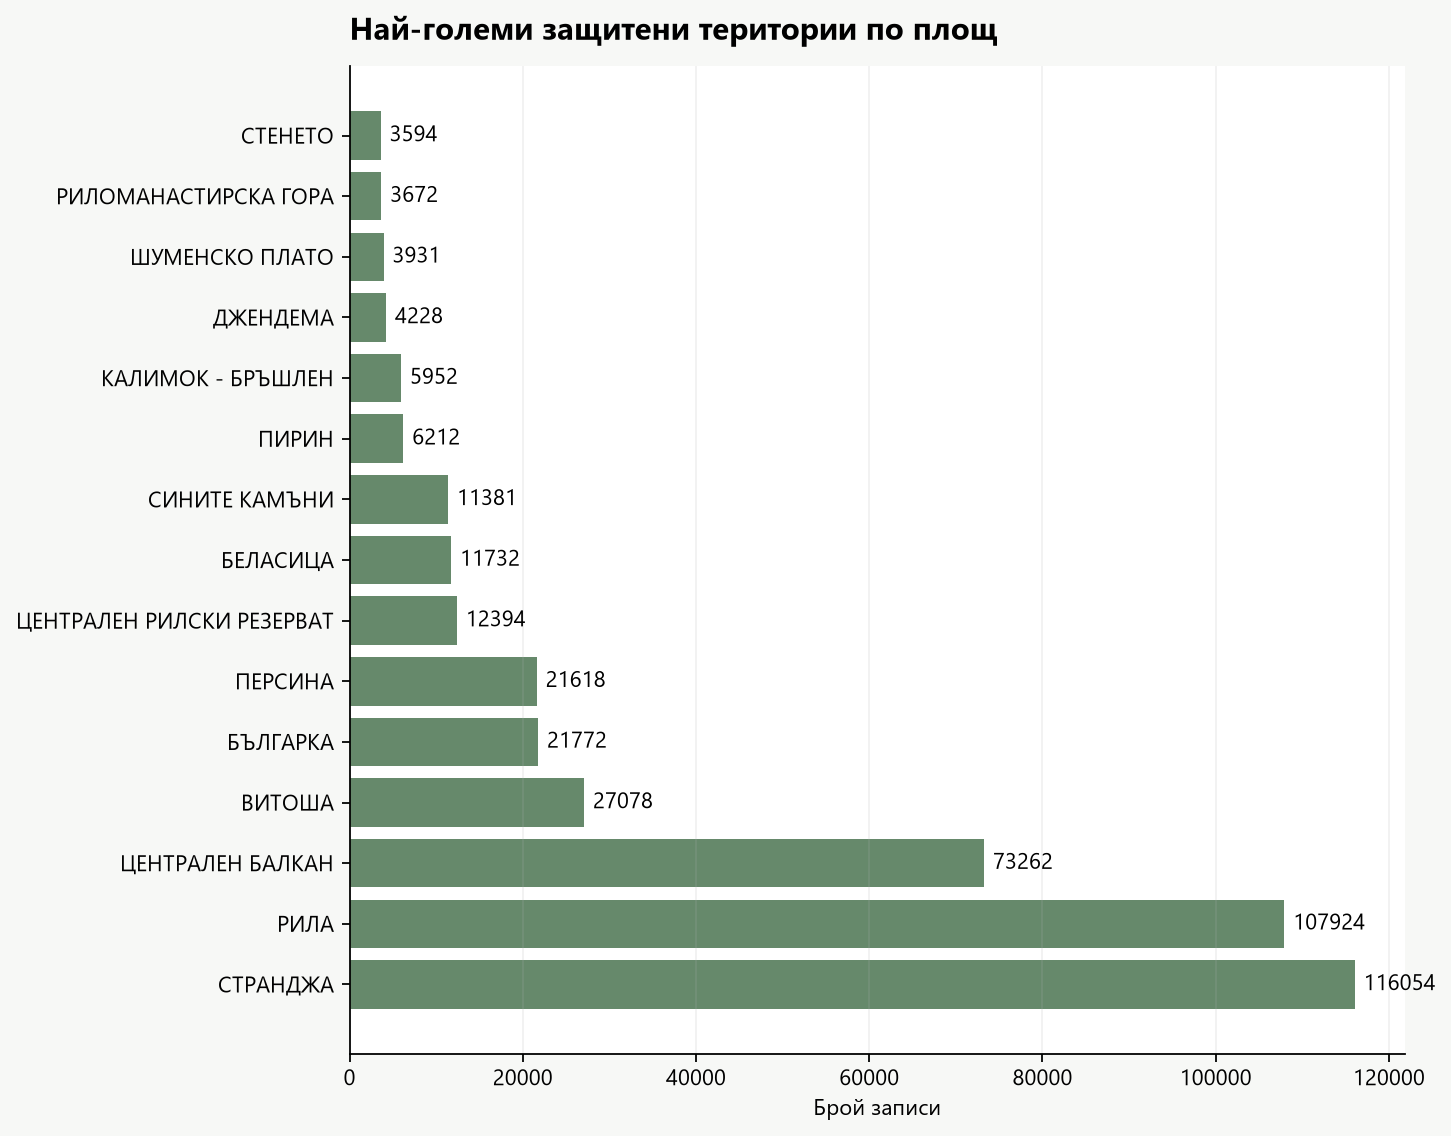 Най-големи защитени територии по площ
СТЕНЕТО 3594
РИЛОМАНАСТИРСКА ГОРА 3672
ШУМЕНСКО ПЛАТО 3931
ДЖЕНДЕМА 4228
КАЛИМОК - БРЪШЛЕН 5952
ПИРИН 6212
СИНИТЕ КАМЪНИ 11381
БЕЛАСИЦА 11732
ЦЕНТРАЛЕН РИЛСКИ РЕЗЕРВАТ 12394
ПЕРСИНА 21618
БЪЛГАРКА 21772
ВИТОША 27078
ЦЕНТРАЛЕН БАЛКАН 73262
РИЛА 107924
СТРАНДЖА 116054
0 20000 40000 60000 80000 100000 120000
Брой записи